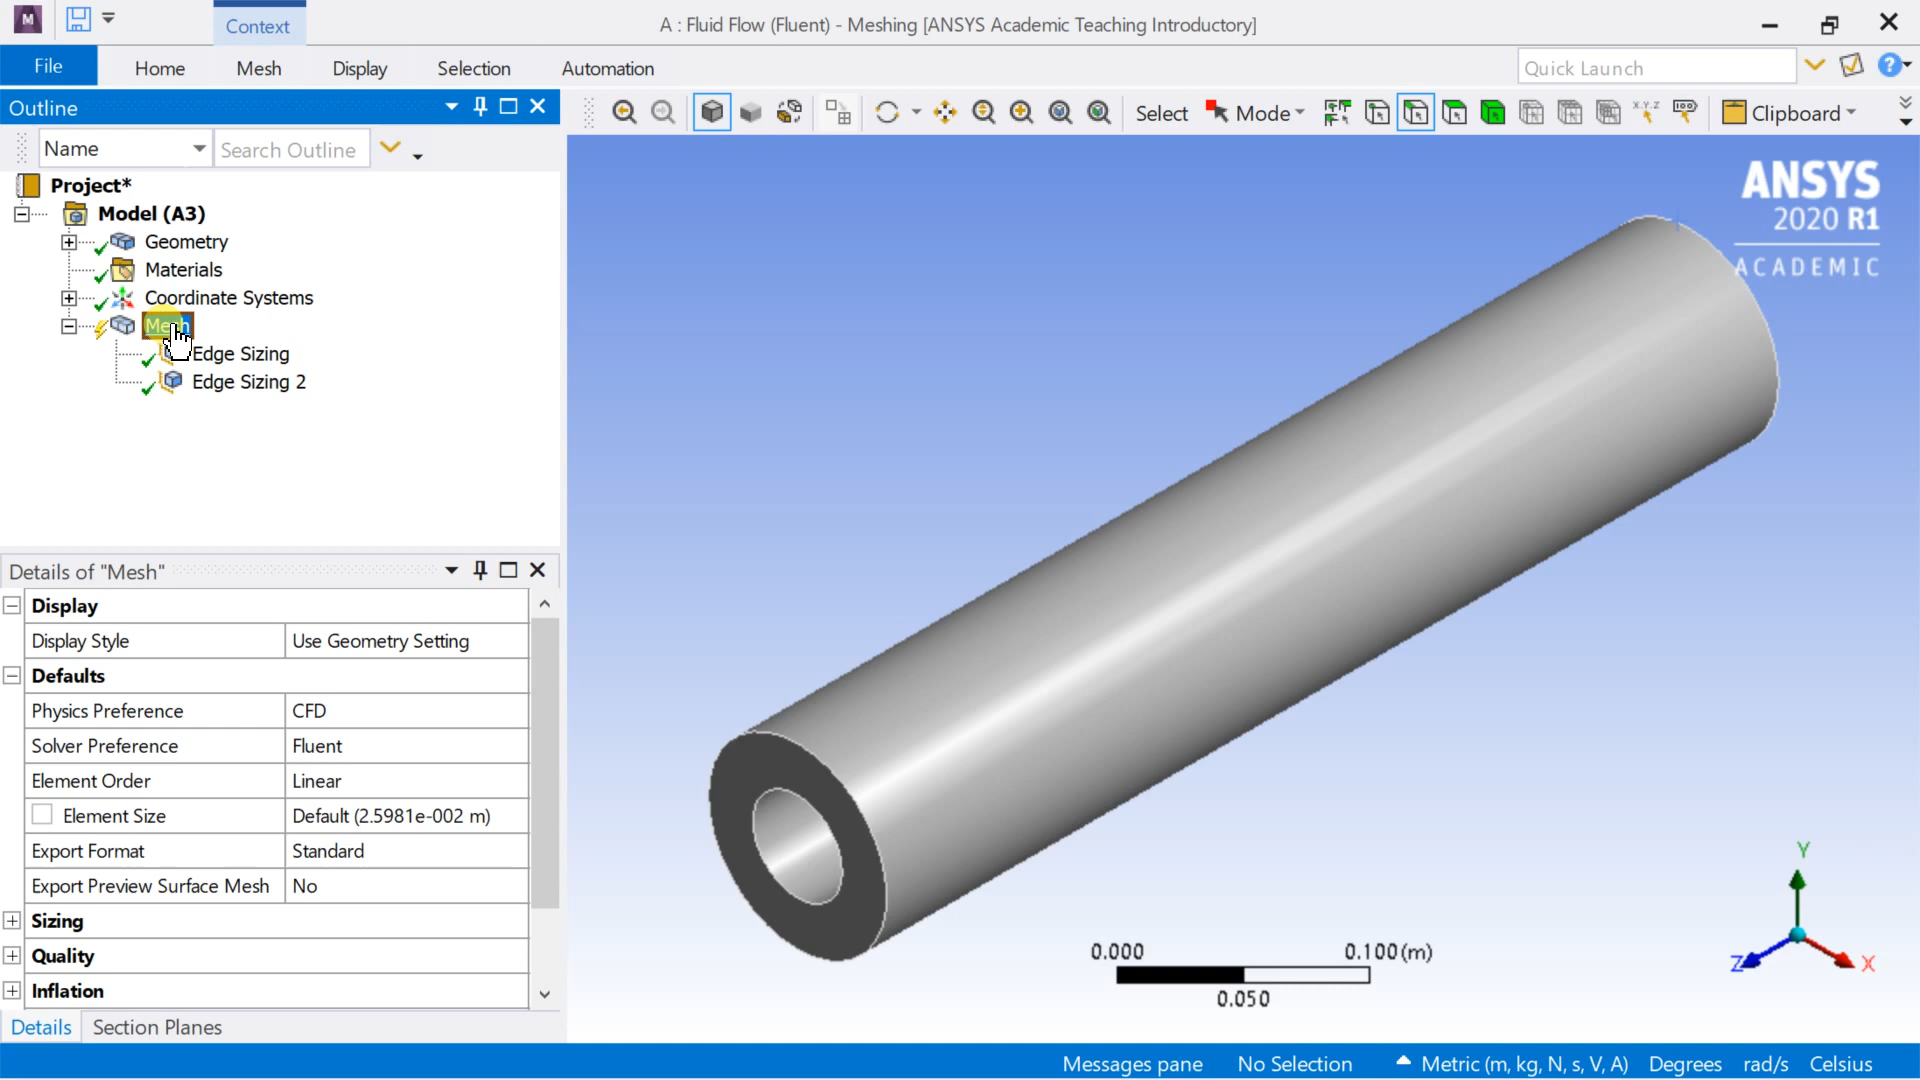 M
Context
A : Fluid Flow (Fluent) - Meshing [ANSYS Academic Teaching Introductory]
File Home Mesh Display Selection Automation
Quick Launch
?
Outline
Select Mode
Clipboard
Name
Search Outline
Project*
Model (A3)
Geometry
Materials
Coordinate Systems
Mesh
Edge Sizing
Edge Sizing 2
ANSYS
2020 R1
ACADEMIC
Details of "Mesh"
Display
Display Style Use Geometry Setting
Defaults
Physics Preference CFD
Solver Preference Fluent
Element Order Linear
Element Size Default (2.5981e-002 m)
Export Format Standard
Export Preview Surface Mesh No
Sizing
Quality
Inflation
Details Section Planes
0.000 0.100(m)
0.050
Y
Z X
Messages pane No Selection Metric (m, kg, N, s, V, A) Degrees rad/s Celsius